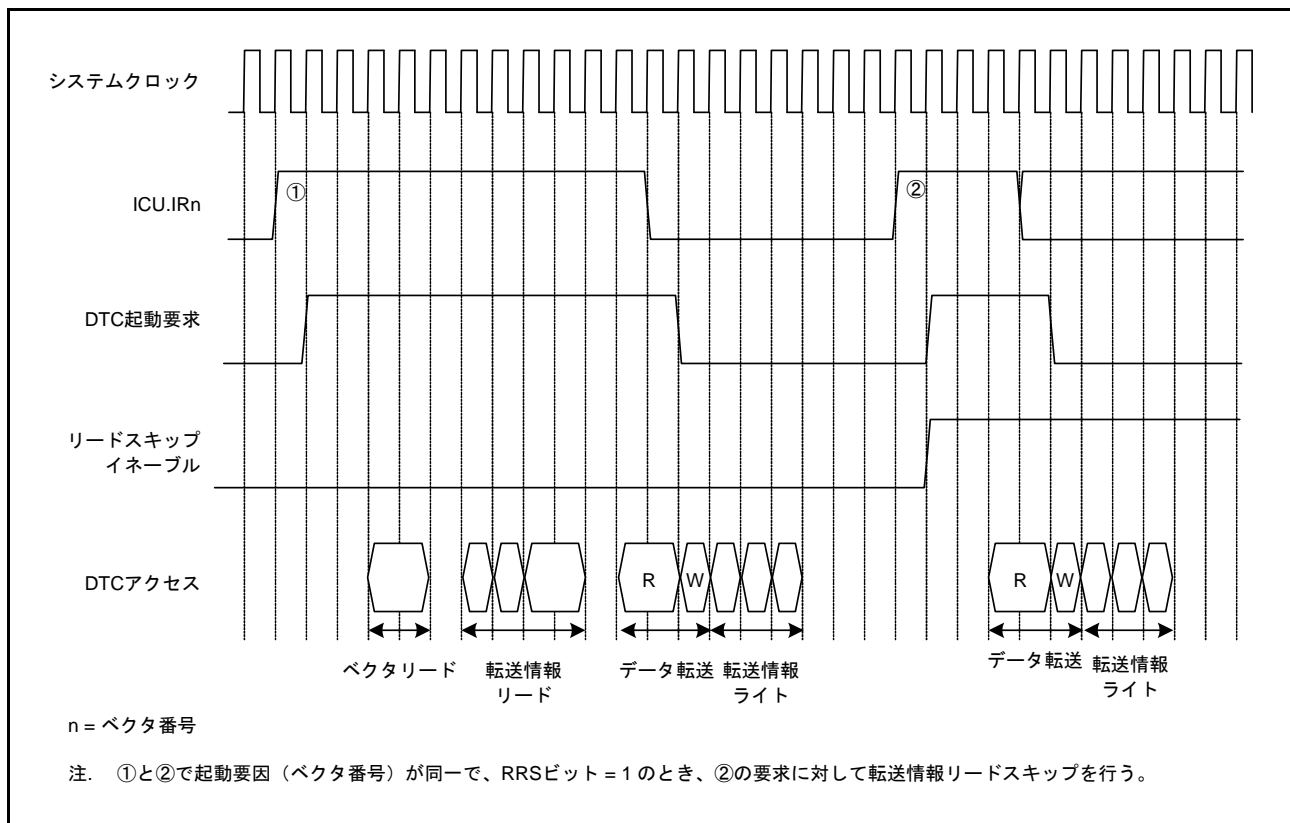 システムクロック
ICU.IRn
①
②
DTC起動要求
リードスキップ
イネーブル
DTCアクセス
R
W
R
W
ベクタリード
転送情報
リード
データ転送
転送情報
ライト
データ転送
転送情報
ライト
n = ベクタ番号
注. ①と②で起動要因（ベクタ番号）が同一で、RRSビット = 1 のとき、②の要求に対して転送情報リードスキップを行う。